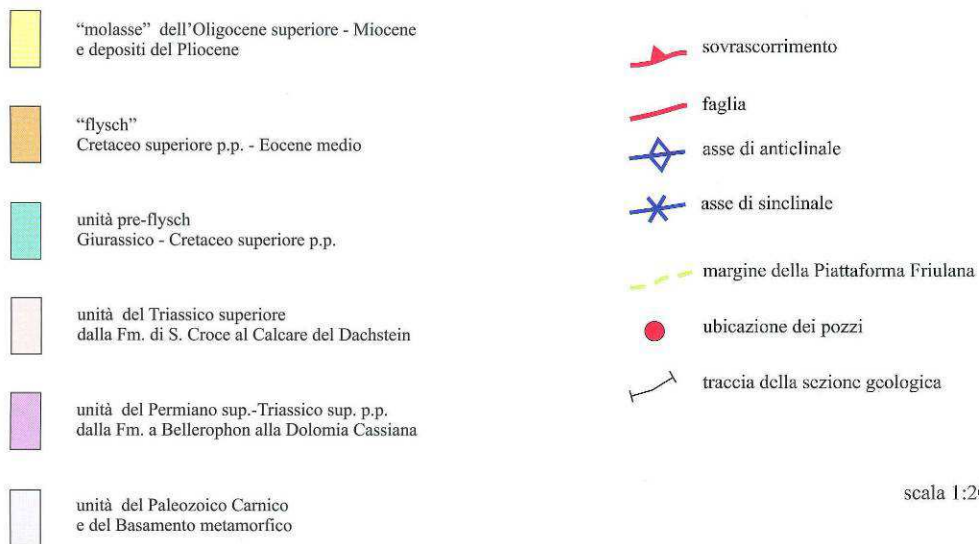 “molasse” dell’Oligocene superiore - Miocene
e depositi del Pliocene
“flysch”
Cretaceo superiore p.p. - Eocene medio
unità pre-flysch
Giurassico - Cretaceo superiore p.p.
unità del Triassico superiore
dalla Fm. di S. Croce al Calcare del Dachstein
unità del Permiano sup.-Triassico sup. p.p.
dalla Fm. a Bellerophon alla Dolomia Cassiana
unità del Paleozoico Carnico
e del Basamento metamorfico
sovrascorrimento
faglia
asse di anticlinale
asse di sinclinale
margine della Piattaforma Friulana
ubicazione dei pozzi
traccia della sezione geologica
scala